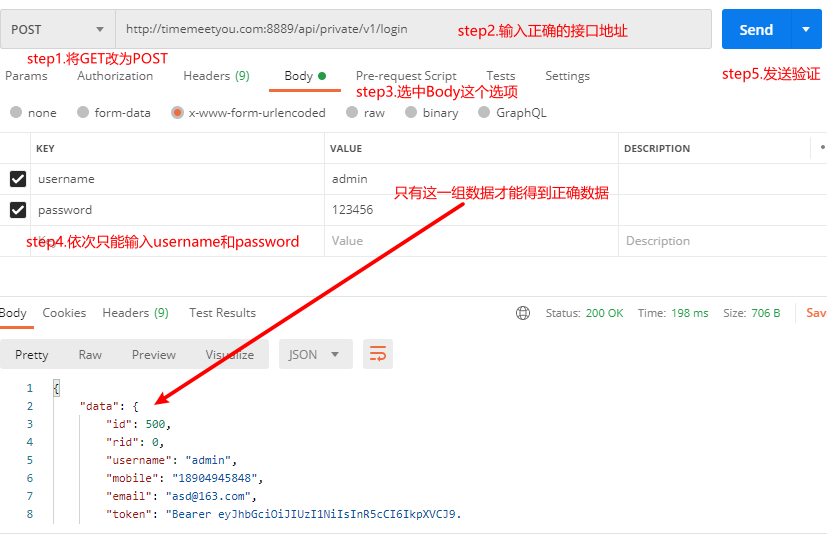 POST http://timemeetyou.com:8889/api/private/v1/login step2.输入正确的接口地址 Send
step1.将GET改为POST
Params Authorization Headers (9) Body Pre-request Script Tests Settings step5.发送验证
step3.选中Body这个选项
none form-data x-www-form-urlencoded raw binary GraphQL
KEY VALUE DESCRIPTION
username admin
只有这一组数据才能得到正确数据
password 123456
step4.依次只能输入username和password Value Description
Body Cookies Headers (9) Test Results Status: 200 OK Time: 198 ms Size: 706 B Sav
Pretty Raw Preview Visualize JSON
1 {
2 "data": {
3 "id": 500,
4 "rid": 0,
5 "username": "admin",
6 "mobile": "18904945848",
7 "email": "asd@163.com",
8 "token": "Bearer eyJhbGciOiJIUzI1NiIsInR5cCI6IkpXVCJ9.